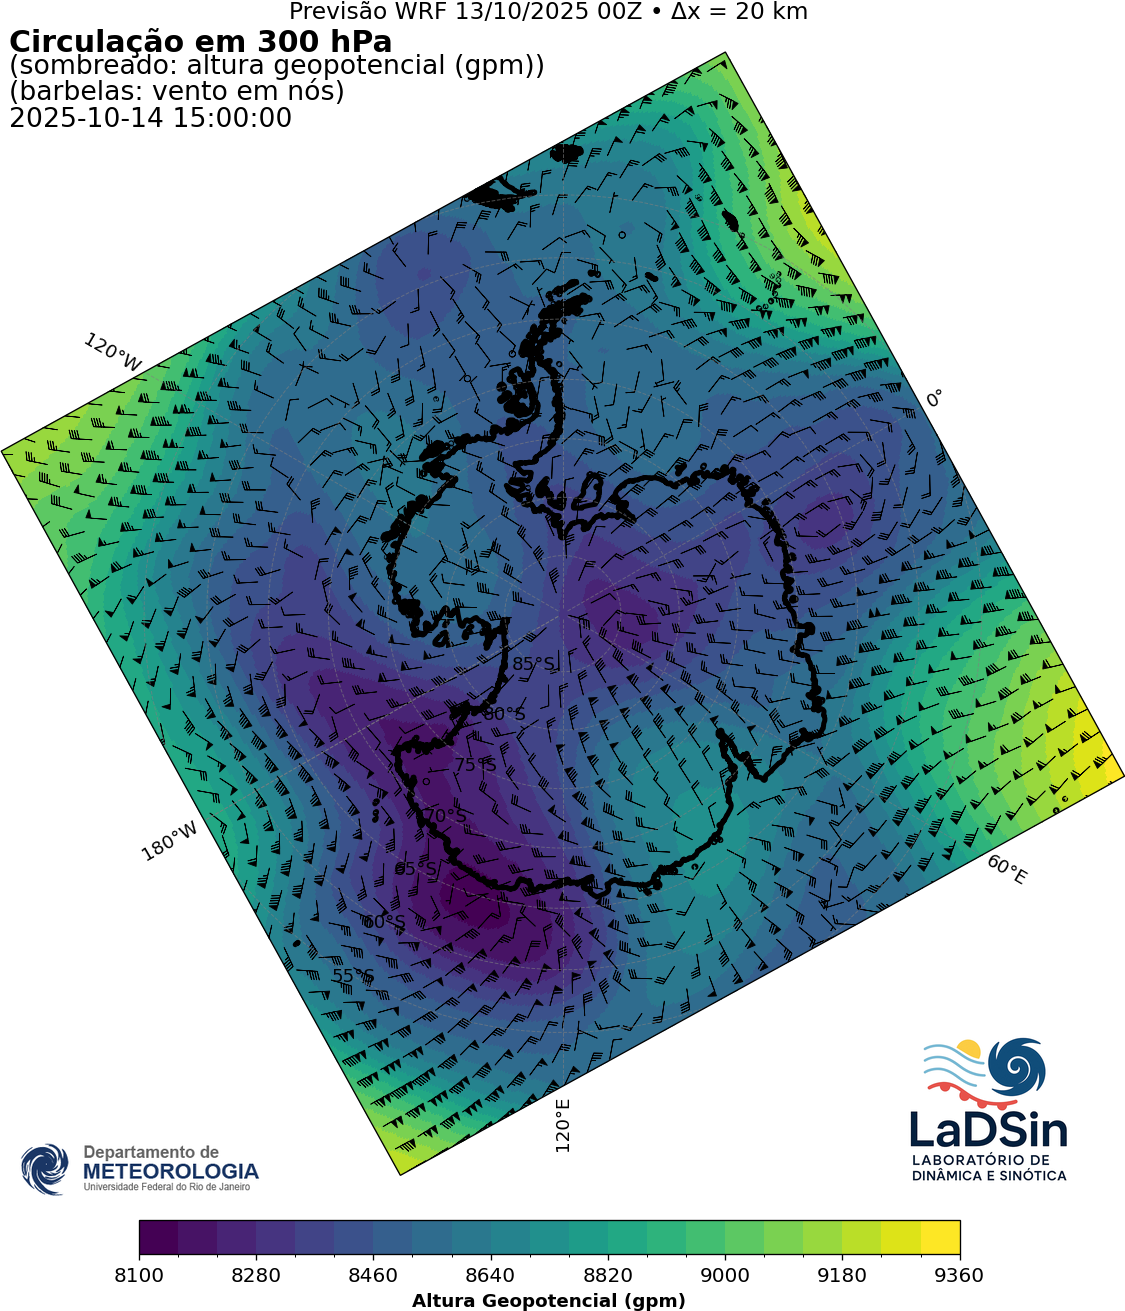 Previsão WRF 13/10/2025 00Z • Δx = 20 km
Circulação em 300 hPa
(sombreado: altura geopotencial (gpm))
(barbelas: vento em nós)
2025-10-14 15:00:00
120°W
0°
85°S
80°S
75°S
70°S
65°S
60°S
55°S
180°W
60°E
120°E
Departamento de
METEOROLOGIA
Universidade Federal do Rio de Janeiro
LaDSin
LABORATÓRIO DE
DINÂMICA E SINÓTICA
8100 8280 8460 8640 8820 9000 9180 9360
Altura Geopotencial (gpm)